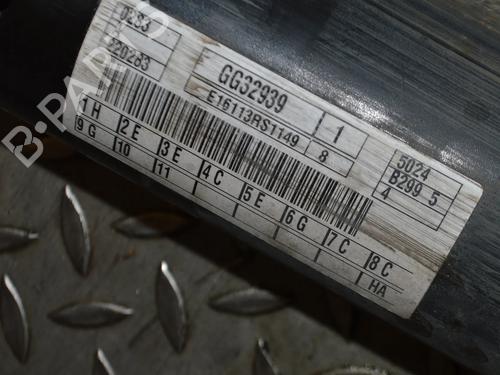 0283
22D283
GG32939
1
E16113RS1149
8
5024
B299 5
4
1H 2E 3E 4C 5E 6G 7C 8C
9G 10 11 HA
B-PARTS